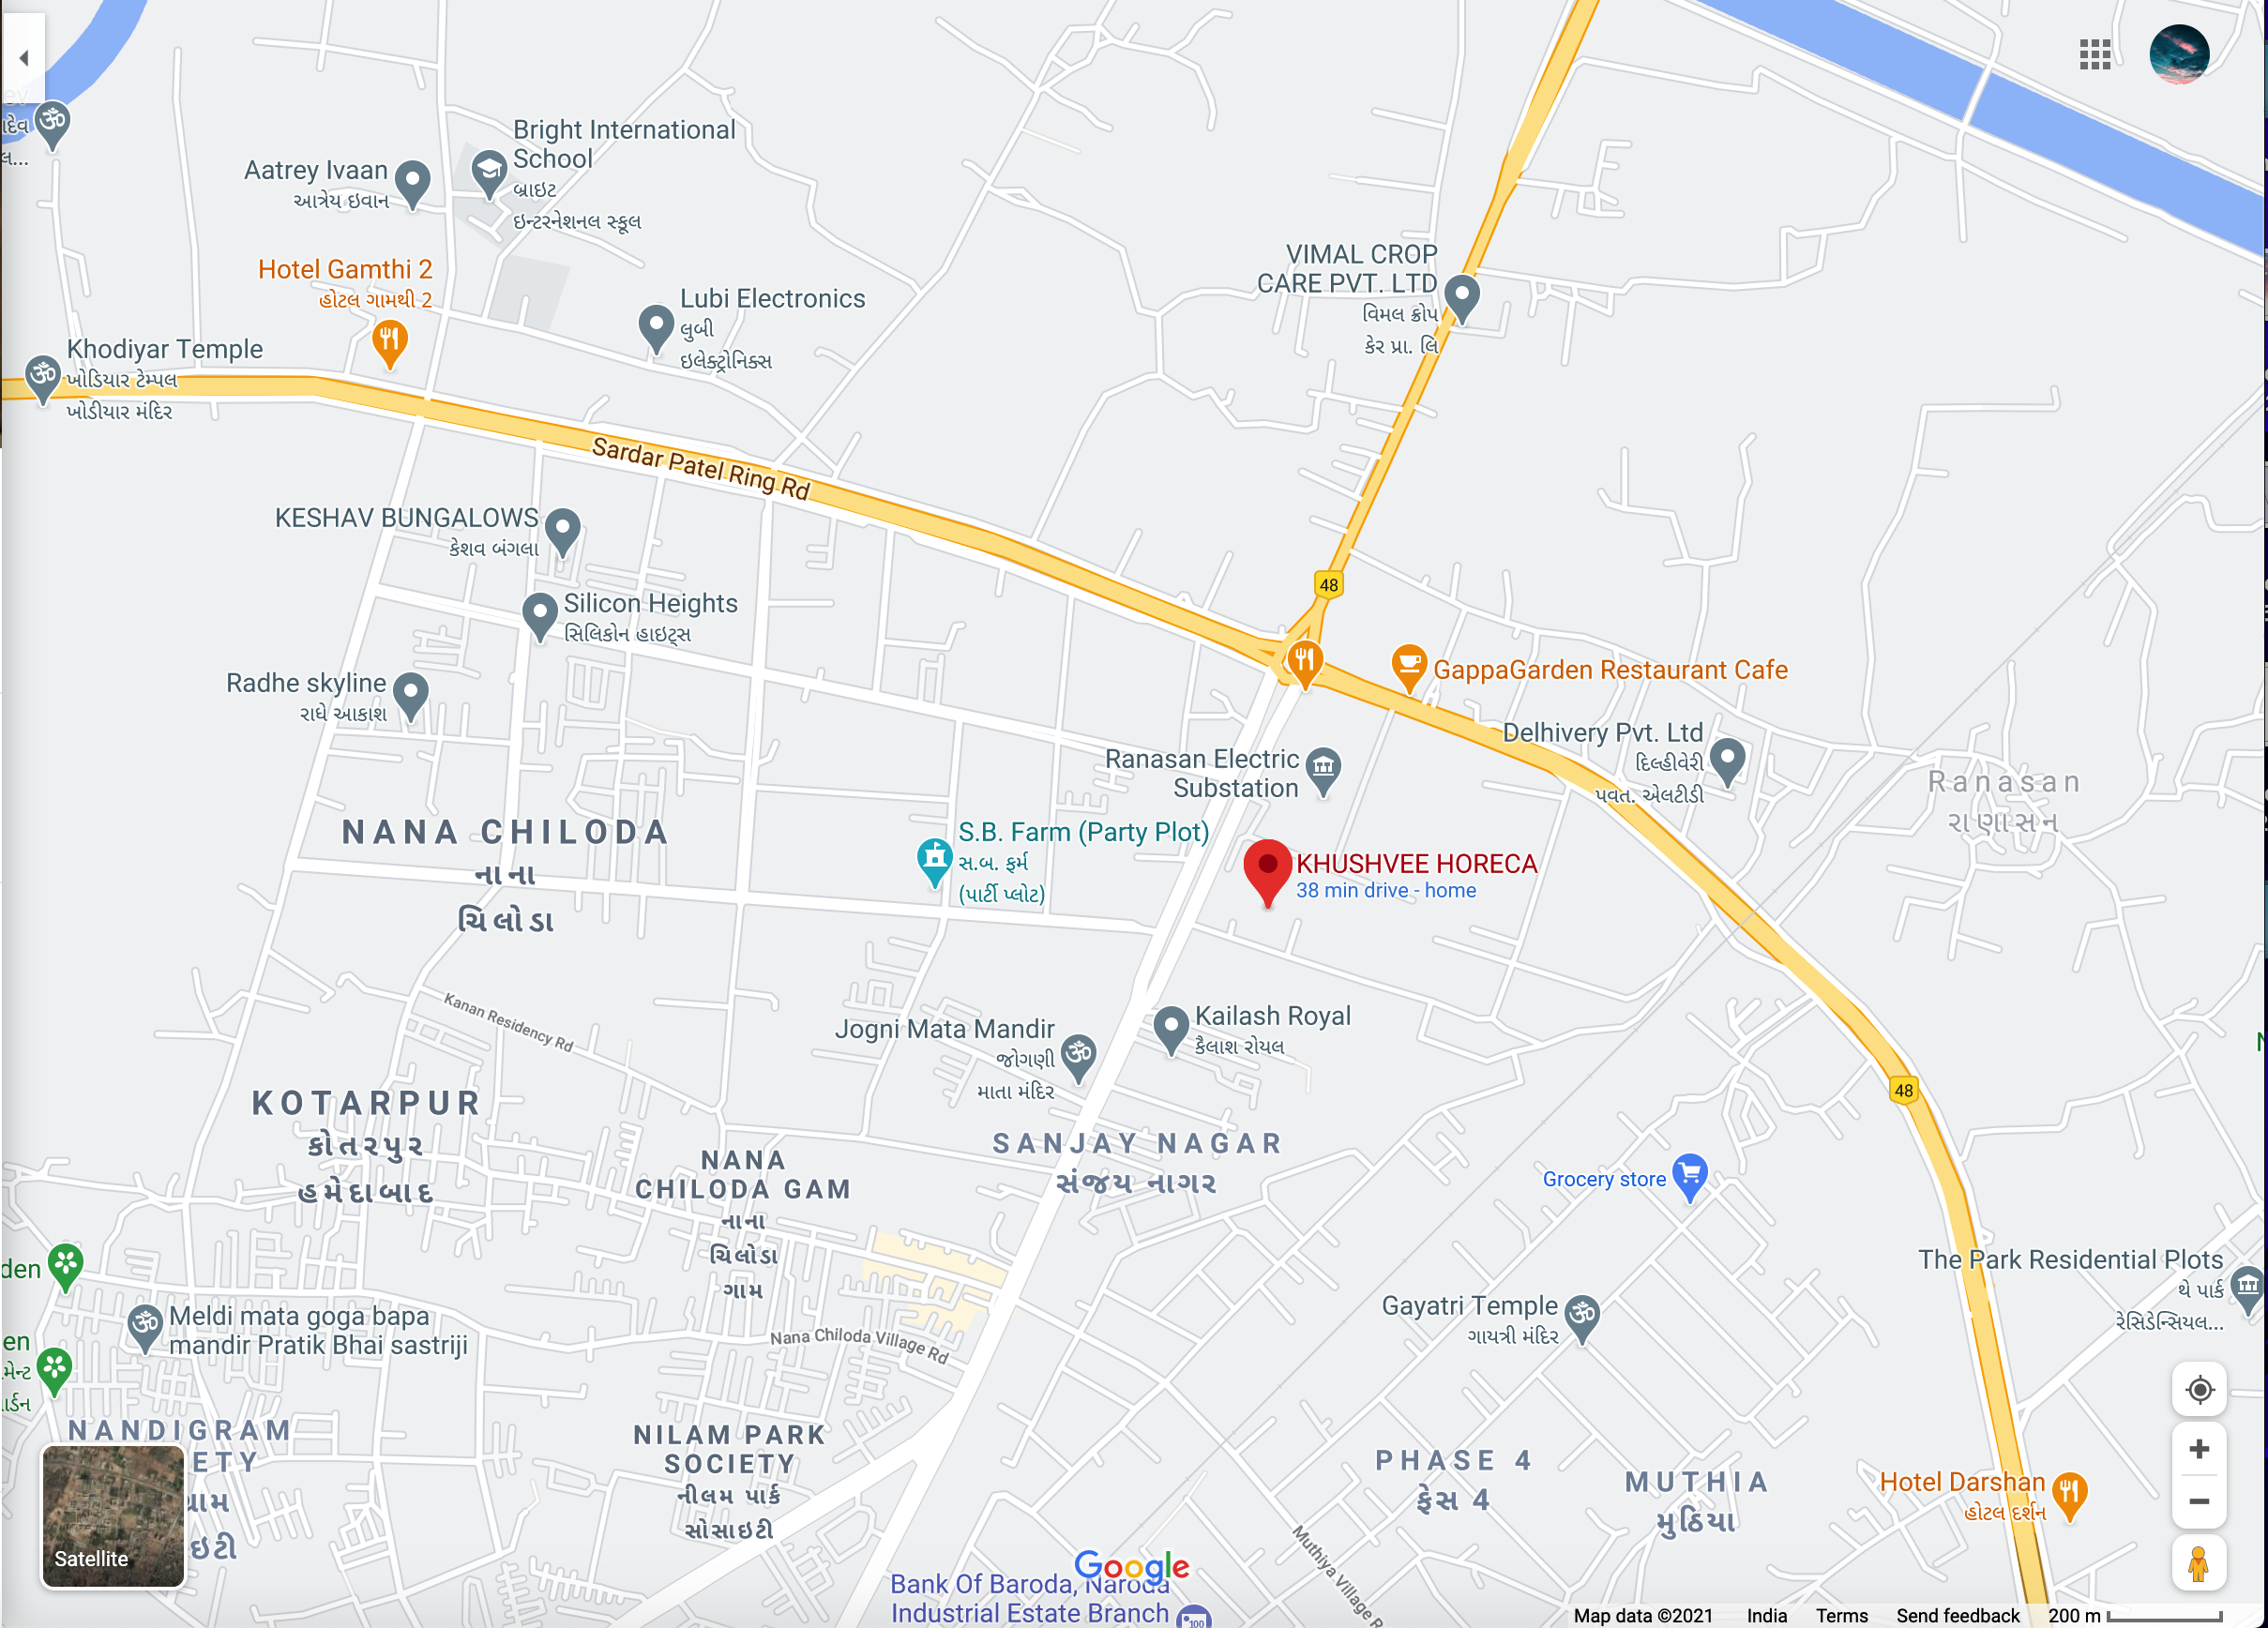 Bright International
School
બ્રાઇટ
ઇન્ટરનેશનલ સ્કૂલ
Aatrey Ivaan
આત્રેય ઇવાન
Hotel Gamthi 2
હોટલ ગામથી 2
VIMAL CROP
CARE PVT. LTD
વિમલ ક્રોપ
કેર પ્રા. લિ
Lubi Electronics
લુબી
ઇલેક્ટ્રોનિક્સ
Khodiyar Temple
ખોડિયાર ટેમ્પલ
ખોડીયાર મંદિર
Sardar Patel Ring Rd
KESHAV BUNGALOWS
કેશવ બંગલા
48
Silicon Heights
સિલિકોન હાઇટ્સ
GappaGarden Restaurant Cafe
Radhe skyline
રાધે આકાશ
Delhivery Pvt. Ltd
દિલ્હીવેરી
પવત. એલટીડી
Ranasan Electric
Substation
Ranasan
રાણાસન
NANA CHILODA
નાના
ચિલોડા
S.B. Farm (Party Plot)
સ.બ. ફર્મ
(પાર્ટી પ્લોટ)
KHUSHVEE HORECA
38 min drive - home
Kanan Residency Rd
Jogni Mata Mandir
જોગણી
માતા મંદિર
Kailash Royal
કૈલાશ રોયલ
48
KOTARPUR
કોતરપુર
હમેદાબાદ
SANJAY NAGAR
સંજય નાગર
NANA
CHILODA GAM
નાના
ચિલોડા
ગામ
Grocery store
den
The Park Residential Plots
થે પાર્ક
રેસિડેન્સિયલ...
Meldi mata goga bapa
mandir Pratik Bhai sastriji
Gayatri Temple
ગાયત્રી મંદિર
Nana Chiloda Village Rd
en
NANDIGRAM
ETY
NILAM PARK
SOCIETY
નીલમ પાર્ક
સોસાઇટી
PHASE 4
ફેસ 4
MUTHIA
મુઠિયા
Hotel Darshan
હોટલ દર્શન
Satellite
Muthiya Village R
Google
Bank Of Baroda, Naroda
Industrial Estate Branch
100
Map data ©2021 India Terms Send feedback 200 m